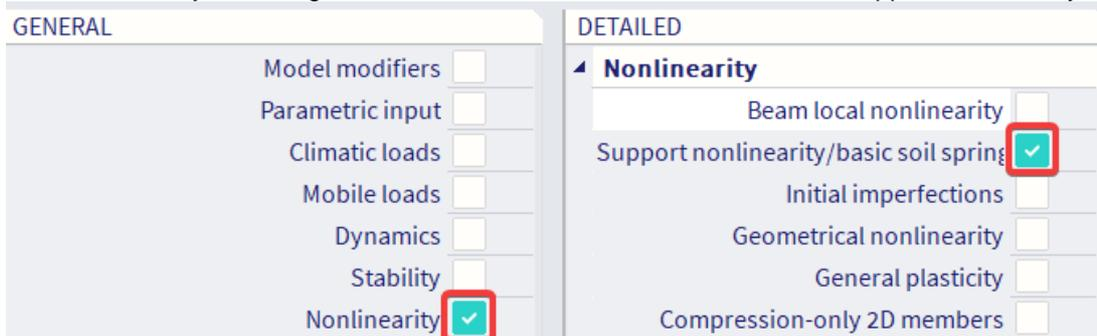 GENERAL
Model modifiers
Parametric input
Climatic loads
Mobile loads
Dynamics
Stability
Nonlinearity
DETAILED
Nonlinearity
Beam local nonlinearity
Support nonlinearity/basic soil spring
Initial imperfections
Geometrical nonlinearity
General plasticity
Compression-only 2D members